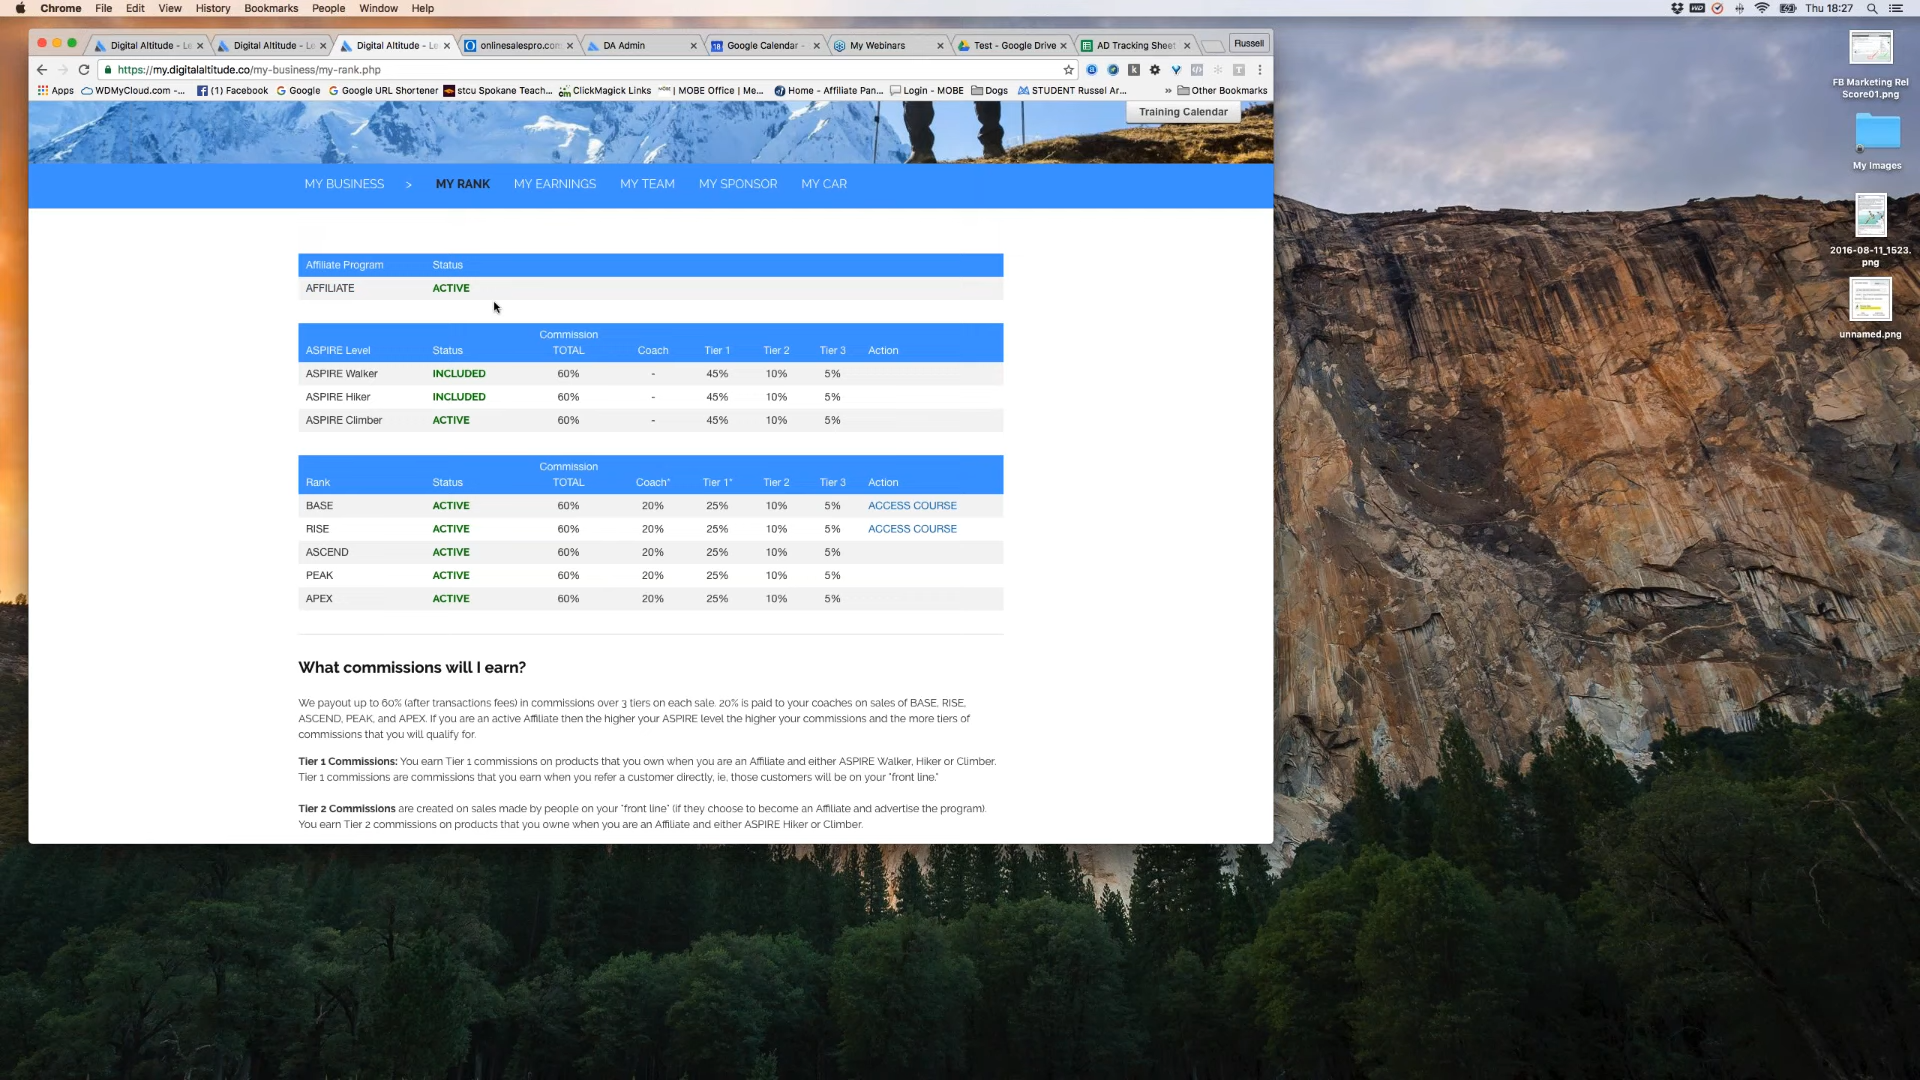 Chrome File Edit View History Bookmarks People Window Help
Thu 18:27
Digital Altitude - Le
Digital Altitude - Le
Digital Altitude - Le
onlinesalespro.com
DA Admin
Google Calendar -
My Webinars
Test - Google Drive
AD Tracking Sheet
Russell
https://my.digitalaltitude.co/my-business/my-rank.php
Apps WDMyCloud.com -... (1) Facebook Google Google URL Shortener stcu Spokane Teach... ClickMagick Links MOBE Office | Me... Home - Affiliate Pan... Login - MOBE Dogs STUDENT Russel Ar... » Other Bookmarks
Training Calendar
MY BUSINESS > MY RANK MY EARNINGS MY TEAM MY SPONSOR MY CAR
Affiliate Program Status
AFFILIATE ACTIVE
Commission
ASPIRE Level Status TOTAL Coach Tier 1 Tier 2 Tier 3 Action
ASPIRE Walker INCLUDED 60% - 45% 10% 5%
ASPIRE Hiker INCLUDED 60% - 45% 10% 5%
ASPIRE Climber ACTIVE 60% - 45% 10% 5%
Commission
Rank Status TOTAL Coach* Tier 1* Tier 2 Tier 3 Action
BASE ACTIVE 60% 20% 25% 10% 5% ACCESS COURSE
RISE ACTIVE 60% 20% 25% 10% 5% ACCESS COURSE
ASCEND ACTIVE 60% 20% 25% 10% 5%
PEAK ACTIVE 60% 20% 25% 10% 5%
APEX ACTIVE 60% 20% 25% 10% 5%
What commissions will I earn?
We payout up to 60% (after transactions fees) in commissions over 3 tiers on each sale. 20% is paid to your coaches on sales of BASE, RISE,
ASCEND, PEAK, and APEX. If you are an active Affiliate then the higher your ASPIRE level the higher your commissions and the more tiers of
commissions that you will qualify for.
Tier 1 Commissions: You earn Tier 1 commissions on products that you own when you are an Affiliate and either ASPIRE Walker, Hiker or Climber.
Tier 1 commissions are commissions that you earn when you refer a customer directly, ie. those customers will be on your "front line."
Tier 2 Commissions are created on sales made by people on your "front line" (if they choose to become an Affiliate and advertise the program).
You earn Tier 2 commissions on products that you owne when you are an Affiliate and either ASPIRE Hiker or Climber.
FB Marketing Rel
Score01.png
My Images
2016-08-11_1523.
png
unnamed.png